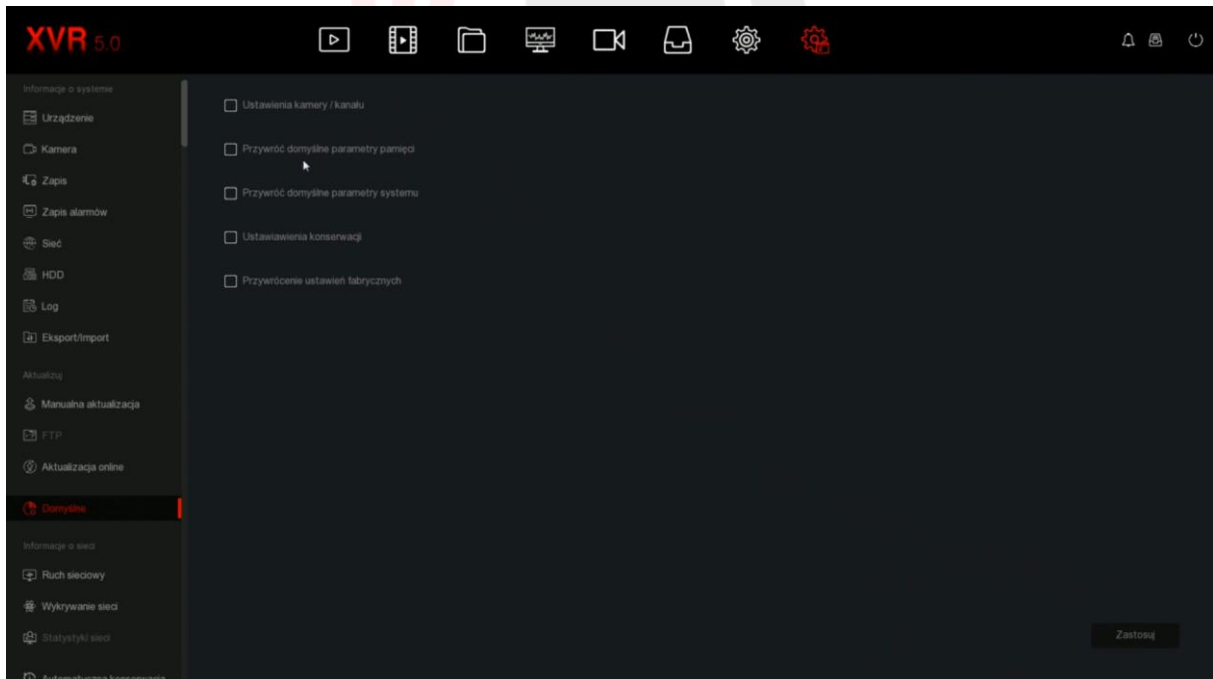 XVR 5.0
Informacje o systemie
Urządzenie
Kamera
Zapis
Zapis alarmów
Sieć
HDD
Log
Eksport/Import
Aktualizuj
Manualna aktualizacja
FTP
Aktualizacja online
Domyślne
Informacje o sieci
Ruch sieciowy
Wykrywanie sieci
Statystyki sieci
Automatyczna konserwacja
Ustawienia kamery / kanału
Przywróć domyślne parametry pamięci
Przywróć domyślne parametry systemu
Ustawiawienia konserwacji
Przywrócenie ustawień fabrycznych
Zastosuj